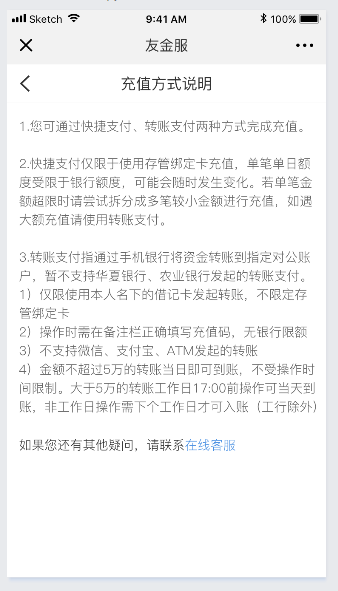 Sketch 9:41 AM 100%
友金服
充值方式说明
1.您可通过快捷支付、转账支付两种方式完成充值。
2.快捷支付仅限于使用存管绑定卡充值，单笔单日额
度受限于银行额度，可能会随时发生变化。若单笔金
额超限时请尝试拆分成多笔较小金额进行充值，如遇
大额充值请使用转账支付。
3.转账支付指通过手机银行将资金转账到指定对公账
户，暂不支持华夏银行、农业银行发起的转账支付。
1）仅限使用本人名下的借记卡发起转账，不限定存
管绑定卡
2）操作时需在备注栏正确填写充值码，无银行限额
3）不支持微信、支付宝、ATM发起的转账
4）金额不超过5万的转账当日即可到账，不受操作时
间限制。大于5万的转账工作日17:00前操作可当天到
账，非工作日操作需下个工作日才可入账（工行除外）
如果您还有其他疑问，请联系在线客服